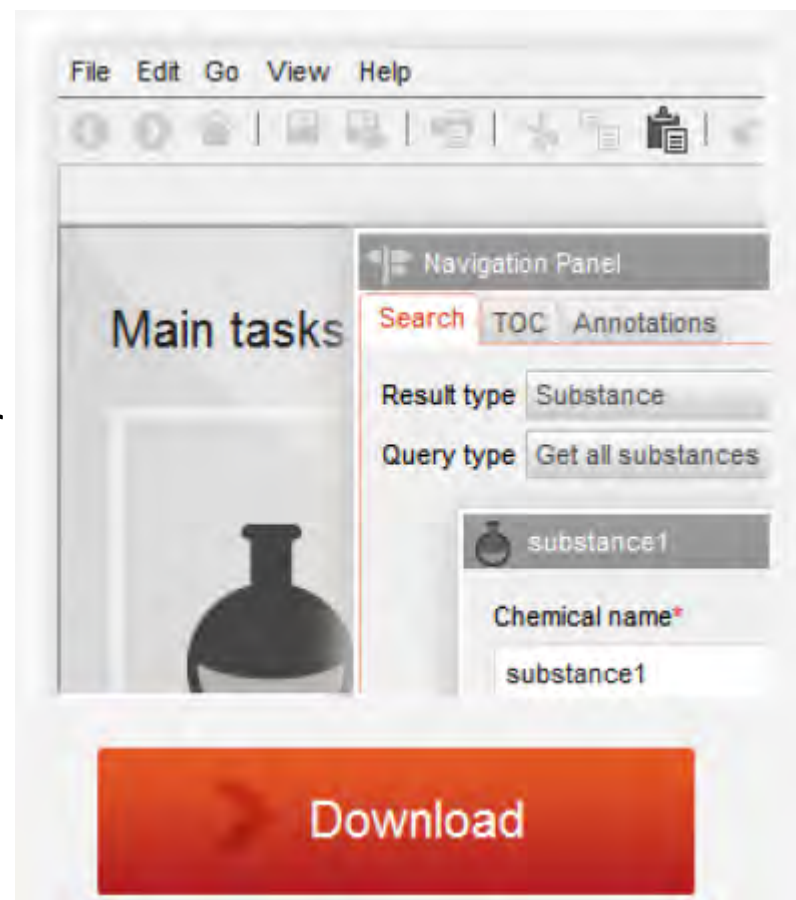 File Edit Go View Help
Navigation Panel
Main tasks
Search TOC Annotations
Result type Substance
Query type Get all substances
substance1
Chemical name*
substance1
Download